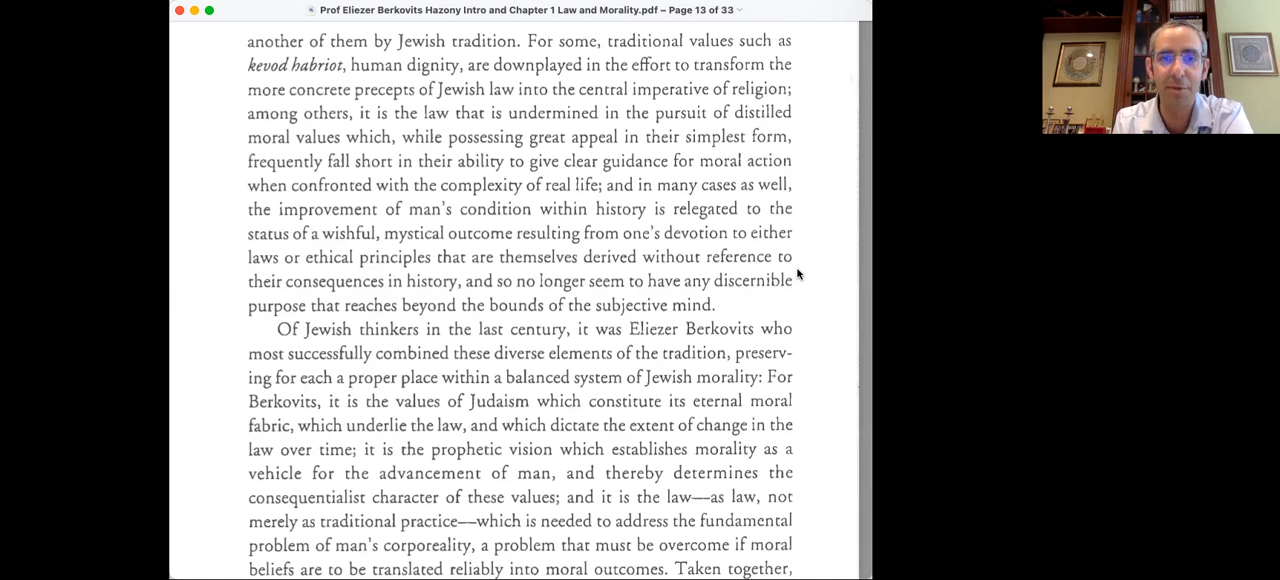 Prof Eliezer Berkovits Hazony Intro and Chapter 1 Law and Morality.pdf – Page 13 of 33
another of them by Jewish tradition. For some, traditional values such as
kevod habriot, human dignity, are downplayed in the effort to transform the
more concrete precepts of Jewish law into the central imperative of religion;
among others, it is the law that is undermined in the pursuit of distilled
moral values which, while possessing great appeal in their simplest form,
frequently fall short in their ability to give clear guidance for moral action
when confronted with the complexity of real life; and in many cases as well,
the improvement of man's condition within history is relegated to the
status of a wishful, mystical outcome resulting from one's devotion to either
laws or ethical principles that are themselves derived without reference to
their consequences in history, and so no longer seem to have any discernible
purpose that reaches beyond the bounds of the subjective mind.
Of Jewish thinkers in the last century, it was Eliezer Berkovits who
most successfully combined these diverse elements of the tradition, preserv-
ing for each a proper place within a balanced system of Jewish morality: For
Berkovits, it is the values of Judaism which constitute its eternal moral
fabric, which underlie the law, and which dictate the extent of change in the
law over time; it is the prophetic vision which establishes morality as a
vehicle for the advancement of man, and thereby determines the
consequentialist character of these values; and it is the law—as law, not
merely as traditional practice—which is needed to address the fundamental
problem of man's corporeality, a problem that must be overcome if moral
beliefs are to be translated reliably into moral outcomes. Taken together,